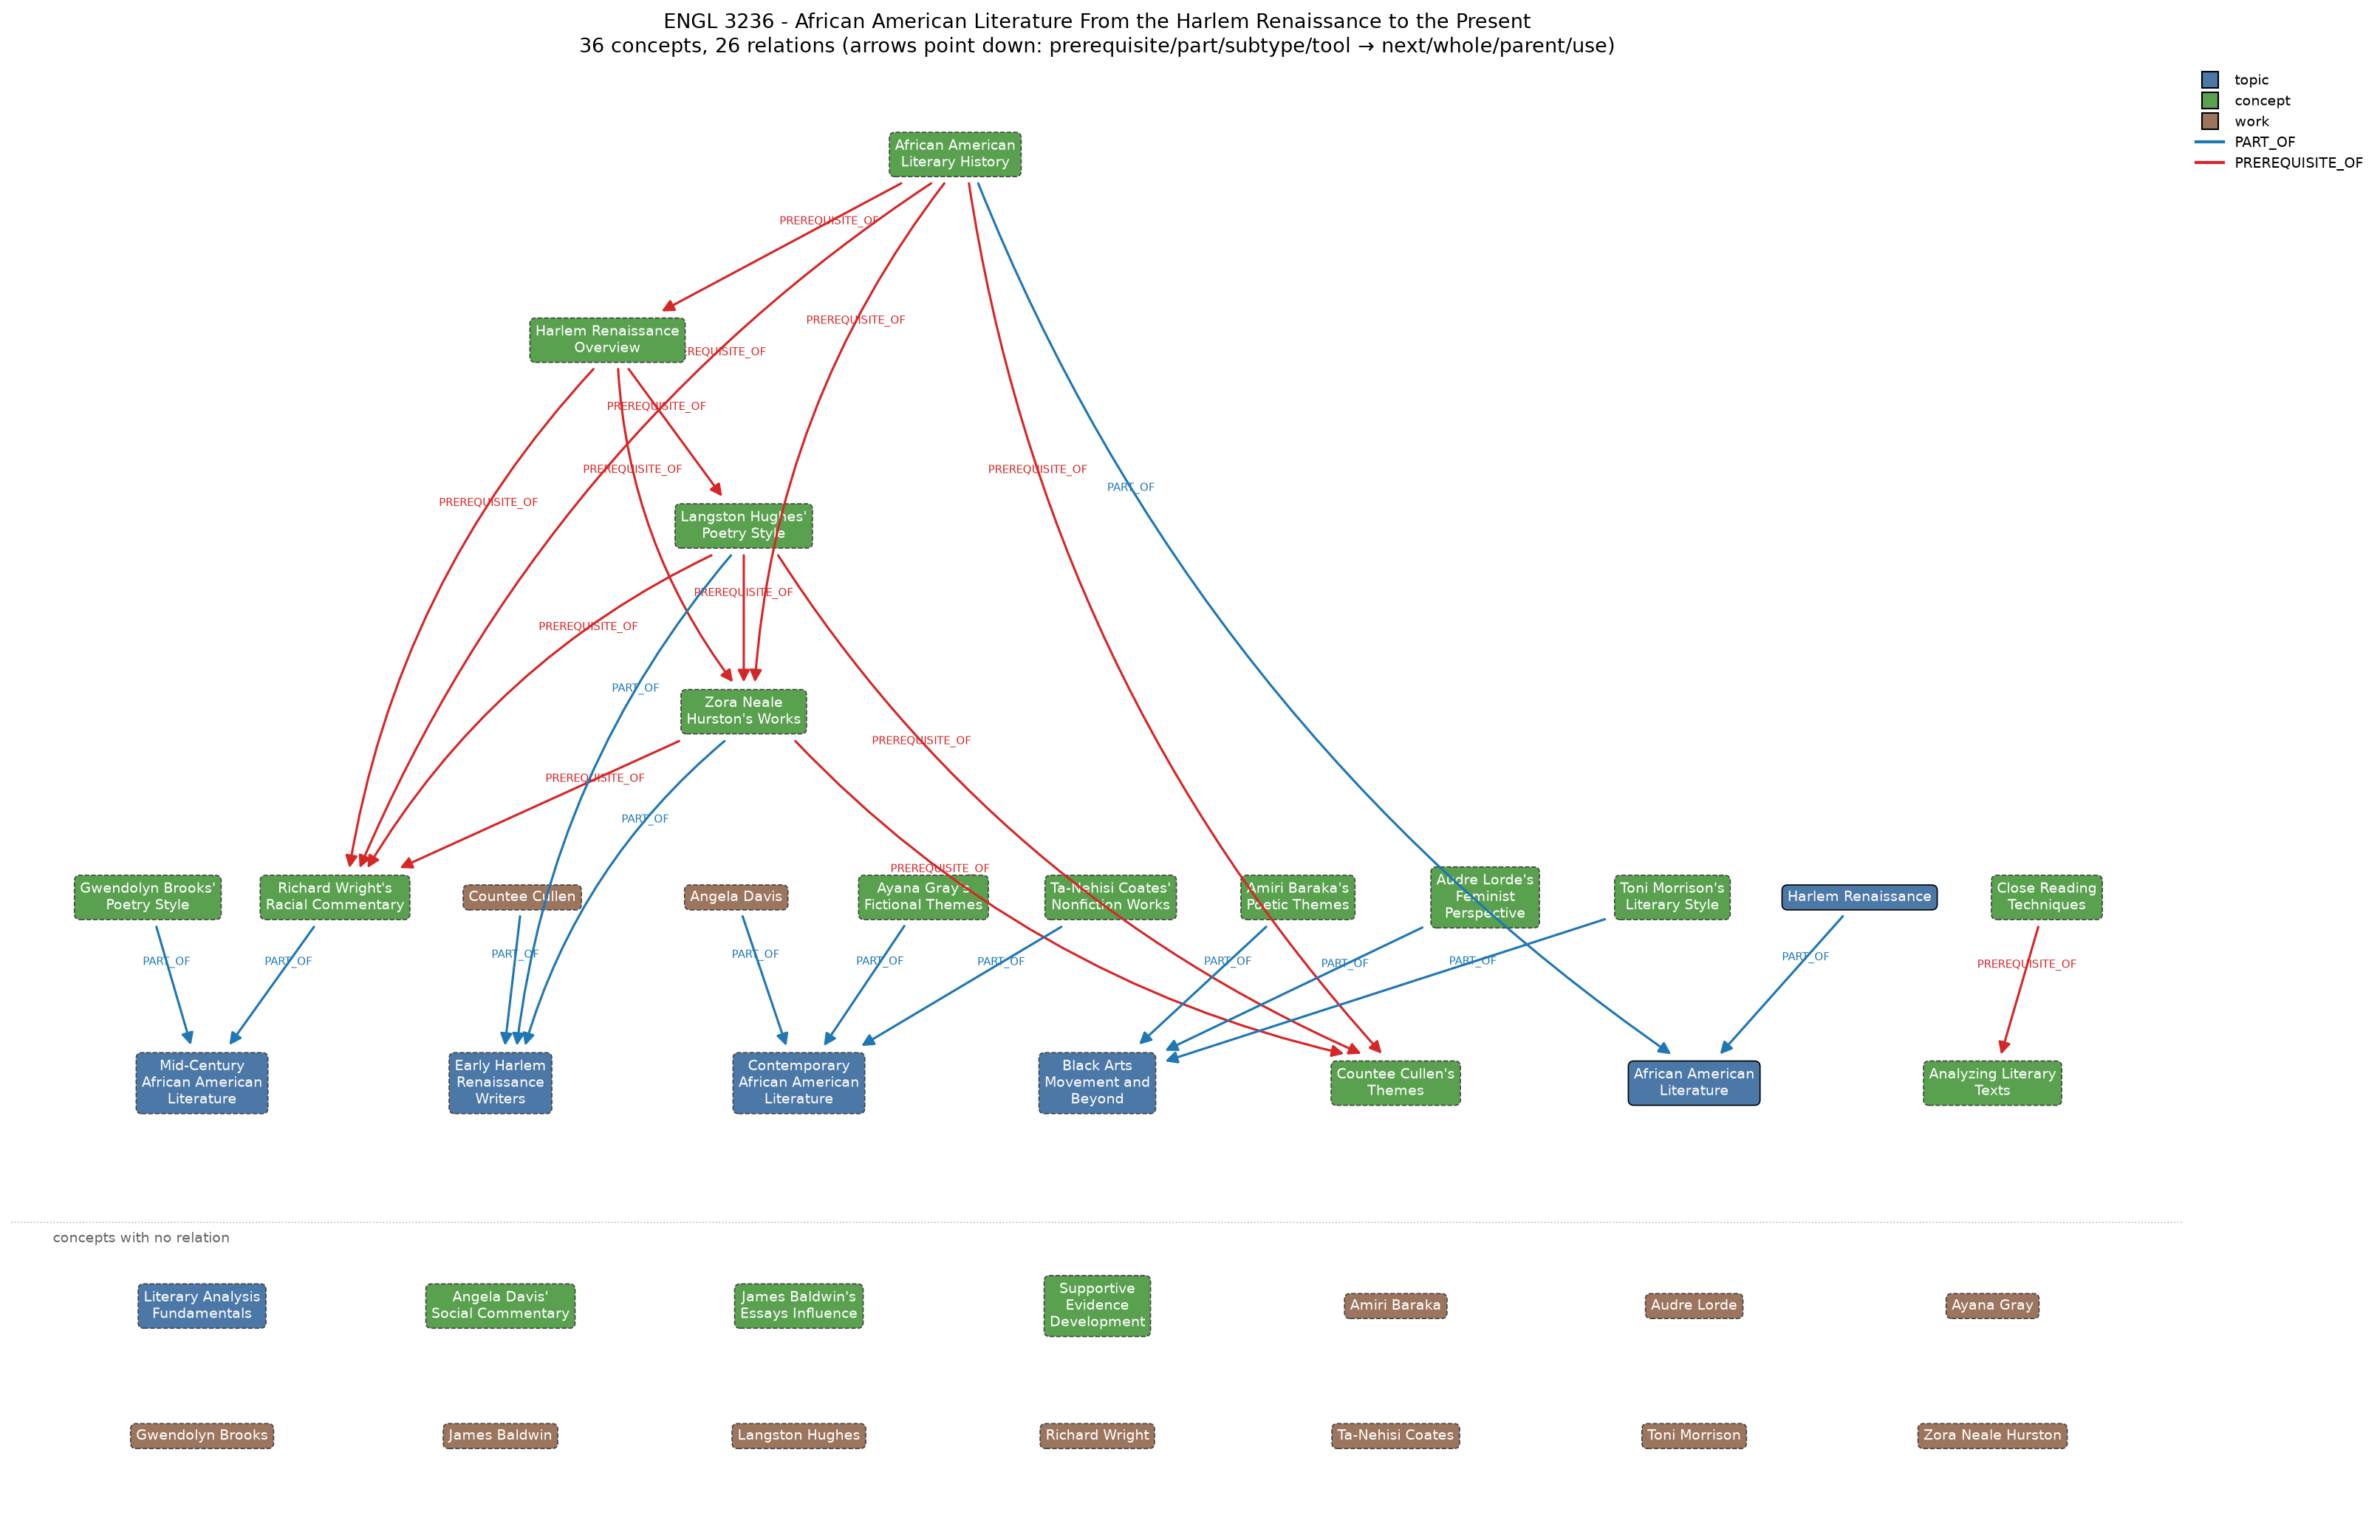 ENGL 3236 - African American Literature From the Harlem Renaissance to the Present
36 concepts, 26 relations (arrows point down: prerequisite/part/subtype/tool → next/whole/parent/use)
topic
concept
work
PART_OF
PREREQUISITE_OF
African American
Literary History
PREREQUISITE_OF
PREREQUISITE_OF
Harlem Renaissance
Overview
REQUISITE_OF
PREREQUISITE_OF
PREREQUISITE_OF
PREREQUISITE_OF
PART_OF
PREREQUISITE_OF
Langston Hughes'
Poetry Style
PREREQUISITE_OF
PREREQUISITE_OF
PART_OF
Zora Neale
Hurston's Works
PREREQUISITE_OF
PREREQUISITE_OF
PART_OF
PREREQUISITE_OF
Gwendolyn Brooks'
Poetry Style
Richard Wright's
Racial Commentary
Countee Cullen
Angela Davis
Ayana Gray's
Fictional Themes
Ta-Nehisi Coates'
Nonfiction Works
Amiri Baraka's
Poetic Themes
Audre Lorde's
Feminist
Perspective
Toni Morrison's
Literary Style
Harlem Renaissance
Close Reading
Techniques
PART_OF
PART_OF
PART_OF
PART_OF
PART_OF
PART_OF
PART_OF
PART_OF
PART_OF
PART_OF
PREREQUISITE_OF
Mid-Century
African American
Literature
Early Harlem
Renaissance
Writers
Contemporary
African American
Literature
Black Arts
Movement and
Beyond
Countee Cullen's
Themes
African American
Literature
Analyzing Literary
Texts
concepts with no relation
Literary Analysis
Fundamentals
Angela Davis'
Social Commentary
James Baldwin's
Essays Influence
Supportive
Evidence
Development
Amiri Baraka
Audre Lorde
Ayana Gray
Gwendolyn Brooks
James Baldwin
Langston Hughes
Richard Wright
Ta-Nehisi Coates
Toni Morrison
Zora Neale Hurston